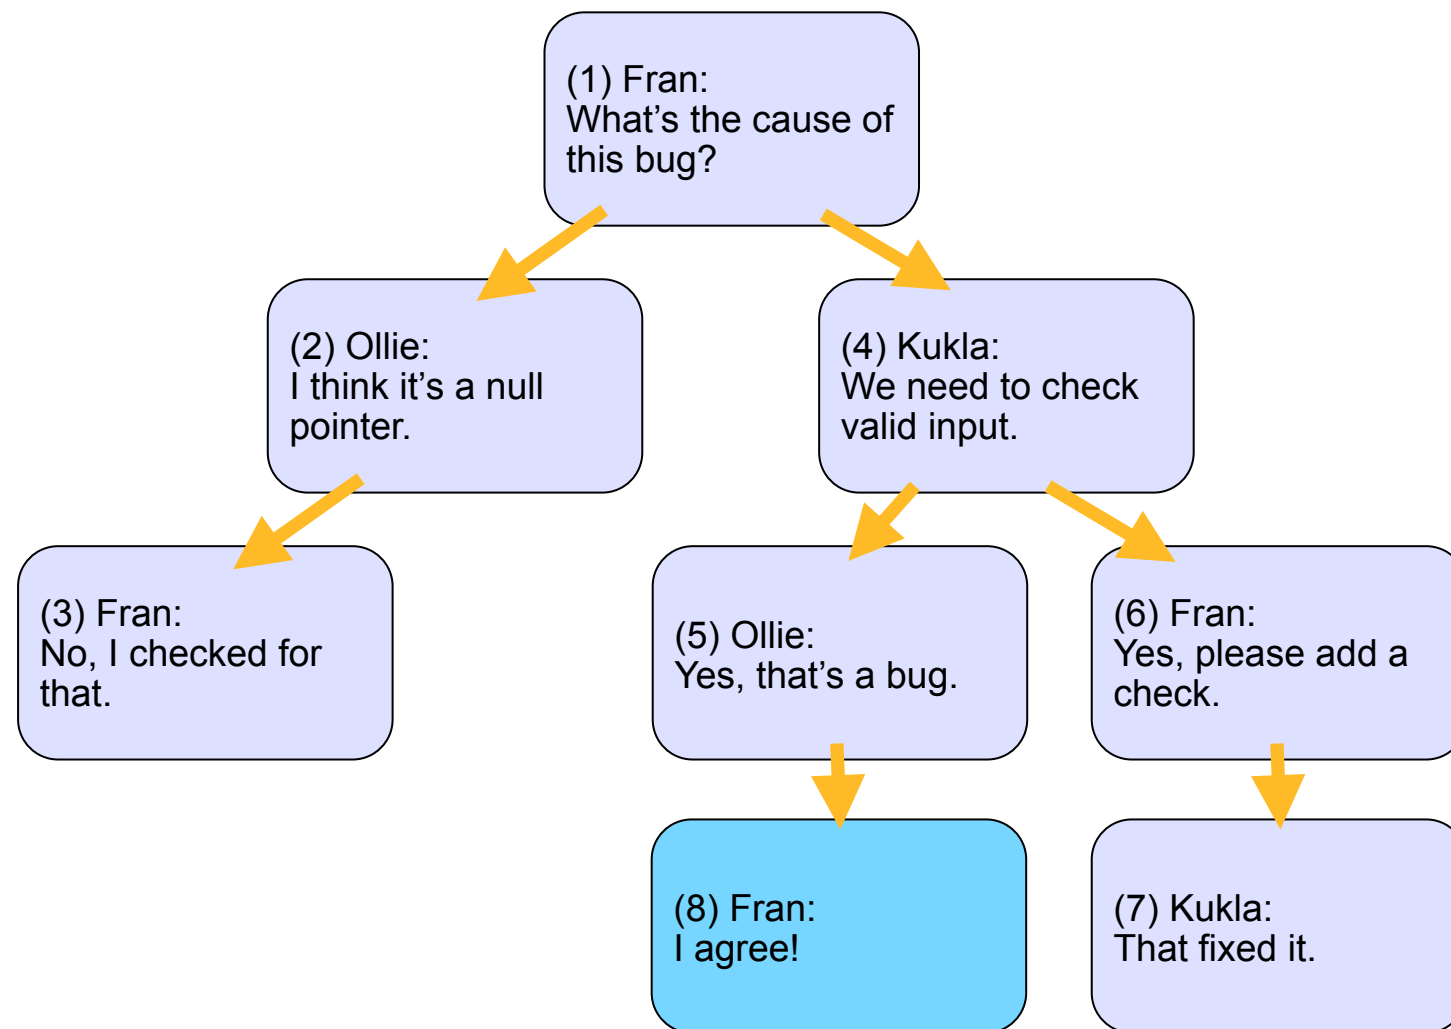 (1) Fran:
What’s the cause of
this bug?
(2) Ollie:
I think it’s a null
pointer.
(4) Kukla:
We need to check
valid input.
(3) Fran:
No, I checked for
that.
(5) Ollie:
Yes, that’s a bug.
(6) Fran:
Yes, please add a
check.
(8) Fran:
I agree!
(7) Kukla:
That fixed it.